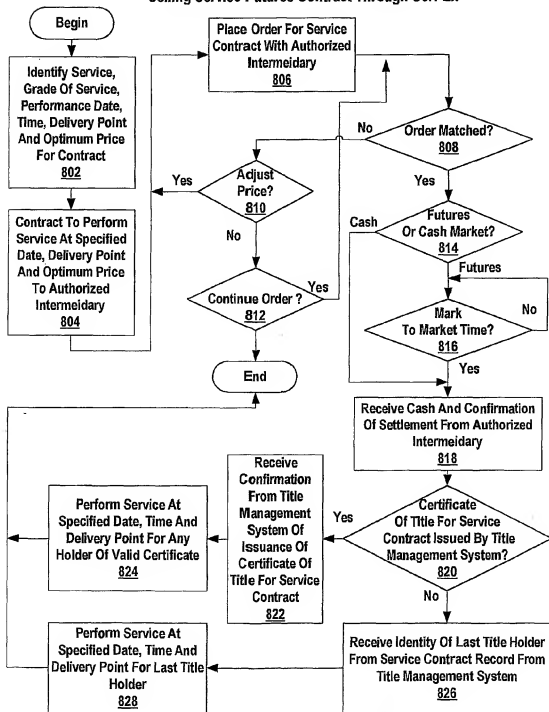 Selling Service Futures Contract Through SerVEx
Begin
Identify Service,
Grade Of Service,
Performance Date,
Time, Delivery Point
And Optimum Price
For Contract
802
Contract To Perform
Service At Specified
Date, Delivery Point
And Optimum Price
To Authorized
Intermeidary
804
Place Order For Service
Contract With Authorized
Intermeidary
806
Order Matched?
808
No
Yes
Adjust
Price?
810
Yes
No
Continue Order ?
812
Yes
End
Futures
Or Cash Market?
814
Cash
Futures
Mark
To Market Time?
816
No
Yes
Receive Cash And Confirmation
Of Settlement From Authorized
Intermeidary
818
Certificate
Of Title For Service
Contract Issued By Title
Management System?
820
Yes
No
Receive
Confirmation
From Title
Management
System Of
Issuance Of
Certificate Of
Title For Service
Contract
822
Perform Service At
Specified Date, Time And
Delivery Point For Any
Holder Of Valid Certificate
824
Receive Identity Of Last Title Holder
From Service Contract Record From
Title Management System
826
Perform Service At
Specified Date, Time And
Delivery Point For Last Title
Holder
828